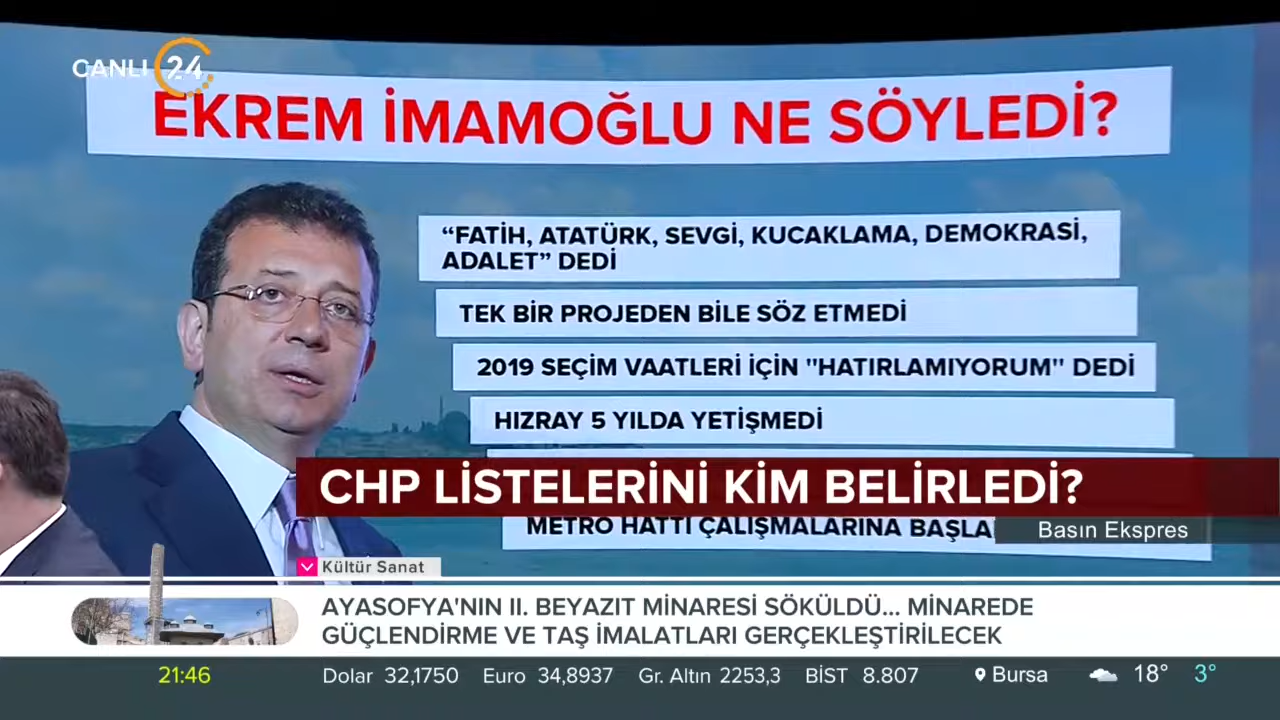 CANLI 24
EKREM İMAMOĞLU NE SÖYLEDİ?
“FATİH, ATATÜRK, SEVGİ, KUCAKLAMA, DEMOKRASİ,
ADALET” DEDİ
TEK BİR PROJEDEN BİLE SÖZ ETMEDİ
2019 SEÇİM VAATLERİ İÇİN "HATIRLAMIYORUM" DEDİ
HIZRAY 5 YILDA YETİŞMEDİ
CHP LİSTELERİNİ KİM BELİRLEDİ?
METRO HATTI ÇALIŞMALARINA
Basın Ekspres
Kültür Sanat
AYASOFYA'NIN II. BEYAZIT MİNARESİ SÖKÜLDÜ... MİNAREDE
GÜÇLENDİRME VE TAŞ İMALATLARI GERÇEKLEŞTİRİLECEK
21:46 Dolar 32,1750 Euro 34,8937 Gr. Altın 2253,3 BİST 8.807 Bursa 18° 3°